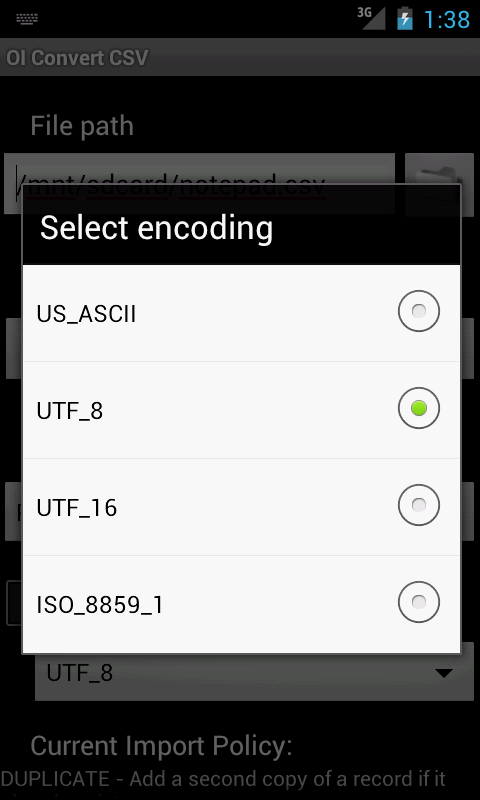 3G 1:38
OI Convert CSV
File path
/mnt/sdcard/notepad.csv
Select encoding
US_ASCII
UTF_8
UTF_16
ISO_8859_1
UTF_8
Current Import Policy:
DUPLICATE - Add a second copy of a record if it